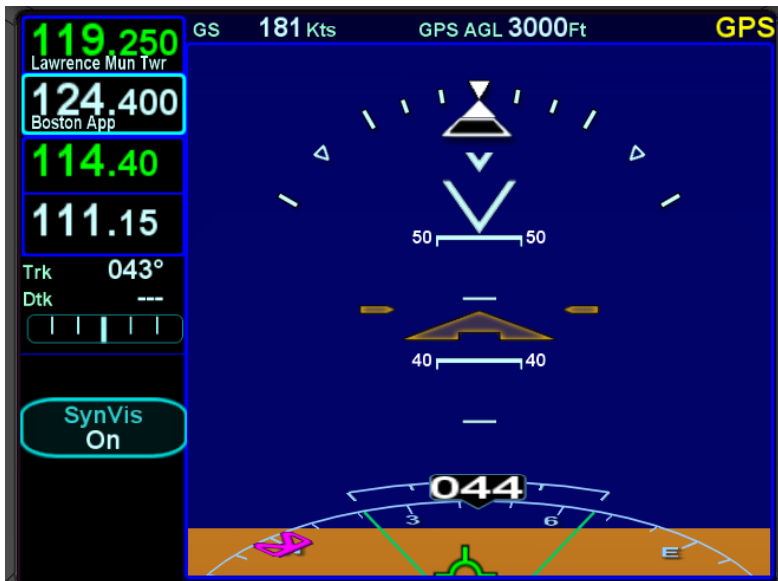 119.250
Lawrence Mun Twr
124.400
Boston App
114.40
111.15
Trk 043°
Dtk ---
SynVis
On
GS 181 Kts GPS AGL 3000Ft GPS
50 50
40 40
044
3 6
E